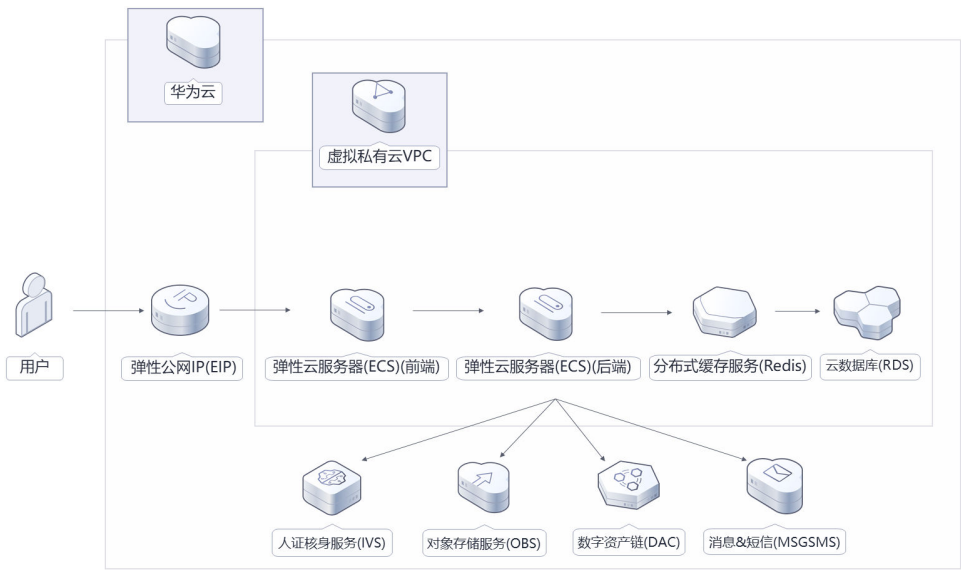 华为云
虚拟私有云VPC
用户
弹性公网IP(EIP)
弹性云服务器(ECS)(前端)
弹性云服务器(ECS)(后端)
分布式缓存服务(Redis)
云数据库(RDS)
人证核身服务(IVS)
对象存储服务(OBS)
数字资产链(DAC)
消息&短信(MSGSMS)
IP